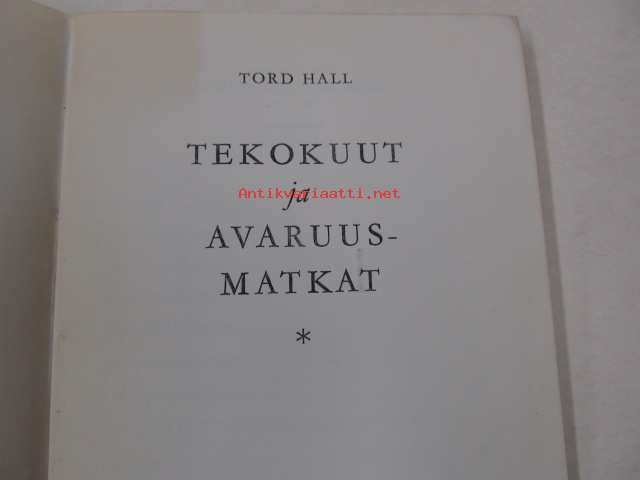 TORD HALL
TEKOKUUT
Antikvariaatti.net
ja
AVARUUS-
MATKAT
*